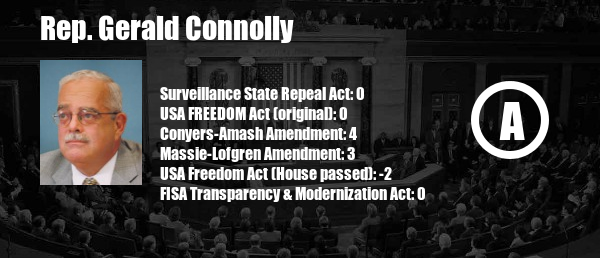 Rep. Gerald Connolly
Surveillance State Repeal Act: 0
USA FREEDOM Act (original): 0
Conyers-Amash Amendment: 4
Massie-Lofgren Amendment: 3
USA Freedom Act (House passed): -2
FISA Transparency & Modernization Act: 0
A